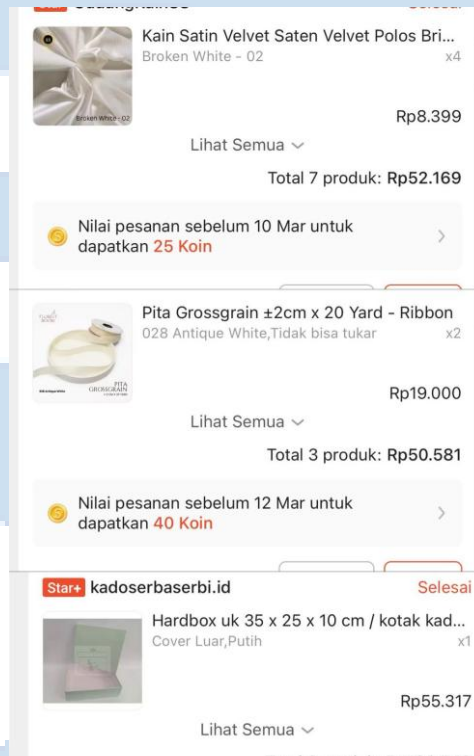 Selesai
Kain Satin Velvet Saten Velvet Polos Bri...
Broken White - 02
x4
Broken White - 02
Rp8.399
Lihat Semua
Total 7 produk: Rp52.169
Nilai pesanan sebelum 10 Mar untuk
dapatkan 25 Koin
Pita Grossgrain ±2cm x 20 Yard - Ribbon
028 Antique White,Tidak bisa tukar
x2
PITA
GROSSGRAIN
Rp19.000
Lihat Semua
Total 3 produk: Rp50.581
Nilai pesanan sebelum 12 Mar untuk
dapatkan 40 Koin
Star+ kadoserbaserbi.id
Selesai
Hardbox uk 35 x 25 x 10 cm / kotak kad...
Cover Luar,Putih
x1
Rp55.317
Lihat Semua